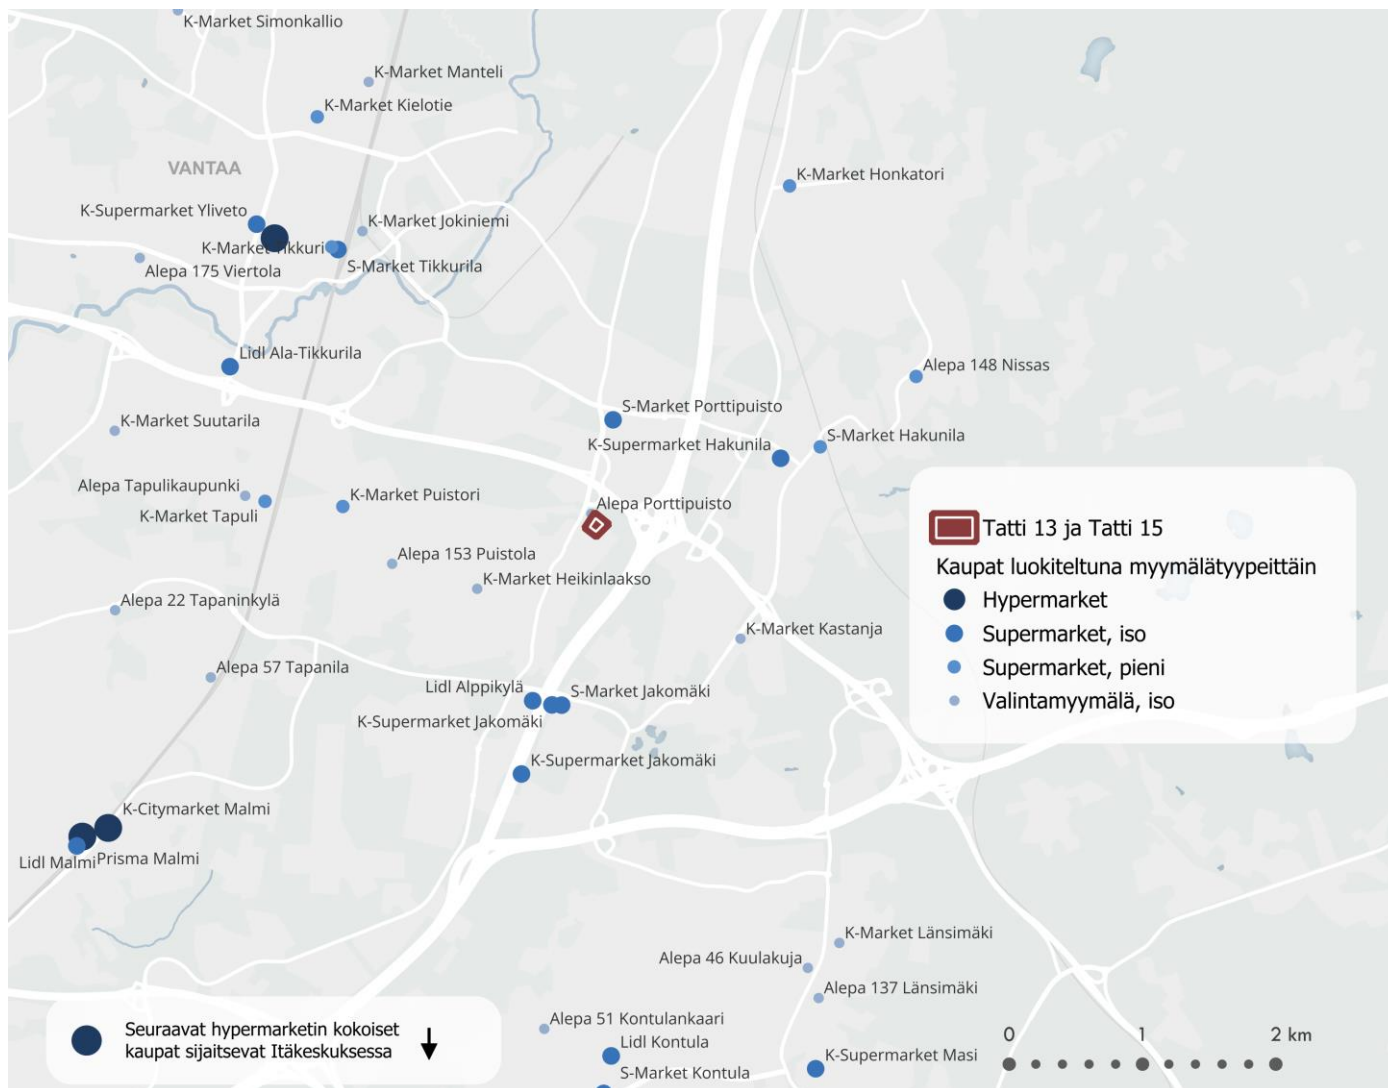 K-Market Simonkallio
K-Market Manteli
K-Market Kielotie
VANTAA
K-Market Honkatori
K-Supermarket Yliveto
K-Market Jokiniemi
K-Market Tikkuri
S-Market Tikkurila
Alepa 175 Viertola
Lidl Ala-Tikkurila
Alepa 148 Nissas
S-Market Porttipuisto
K-Market Suutarila
K-Supermarket Hakunila
S-Market Hakunila
Alepa Tapulikaupunki
K-Market Puistori
Alepa Porttipuisto
K-Market Tapuli
Alepa 153 Puistola
K-Market Heikinlaakso
Alepa 22 Tapaninkylä
K-Market Kastanja
Alepa 57 Tapanila
Lidl Alppikylä
S-Market Jakomäki
K-Supermarket Jakomäki
K-Supermarket Jakomäki
K-Citymarket Malmi
Lidl Malmi
Prisma Malmi
K-Market Länsimäki
Alepa 46 Kuulakuja
Alepa 137 Länsimäki
Alepa 51 Kontulankaari
Lidl Kontula
K-Supermarket Masi
S-Market Kontula
Tatti 13 ja Tatti 15
Kaupat luokiteltuna myymälätyypeittäin
Hypermarket
Supermarket, iso
Supermarket, pieni
Valintamyymälä, iso
Seuraavat hypermarketin kokoiset
kaupat sijaitsevat Itäkeskuksessa
0 1 2 km